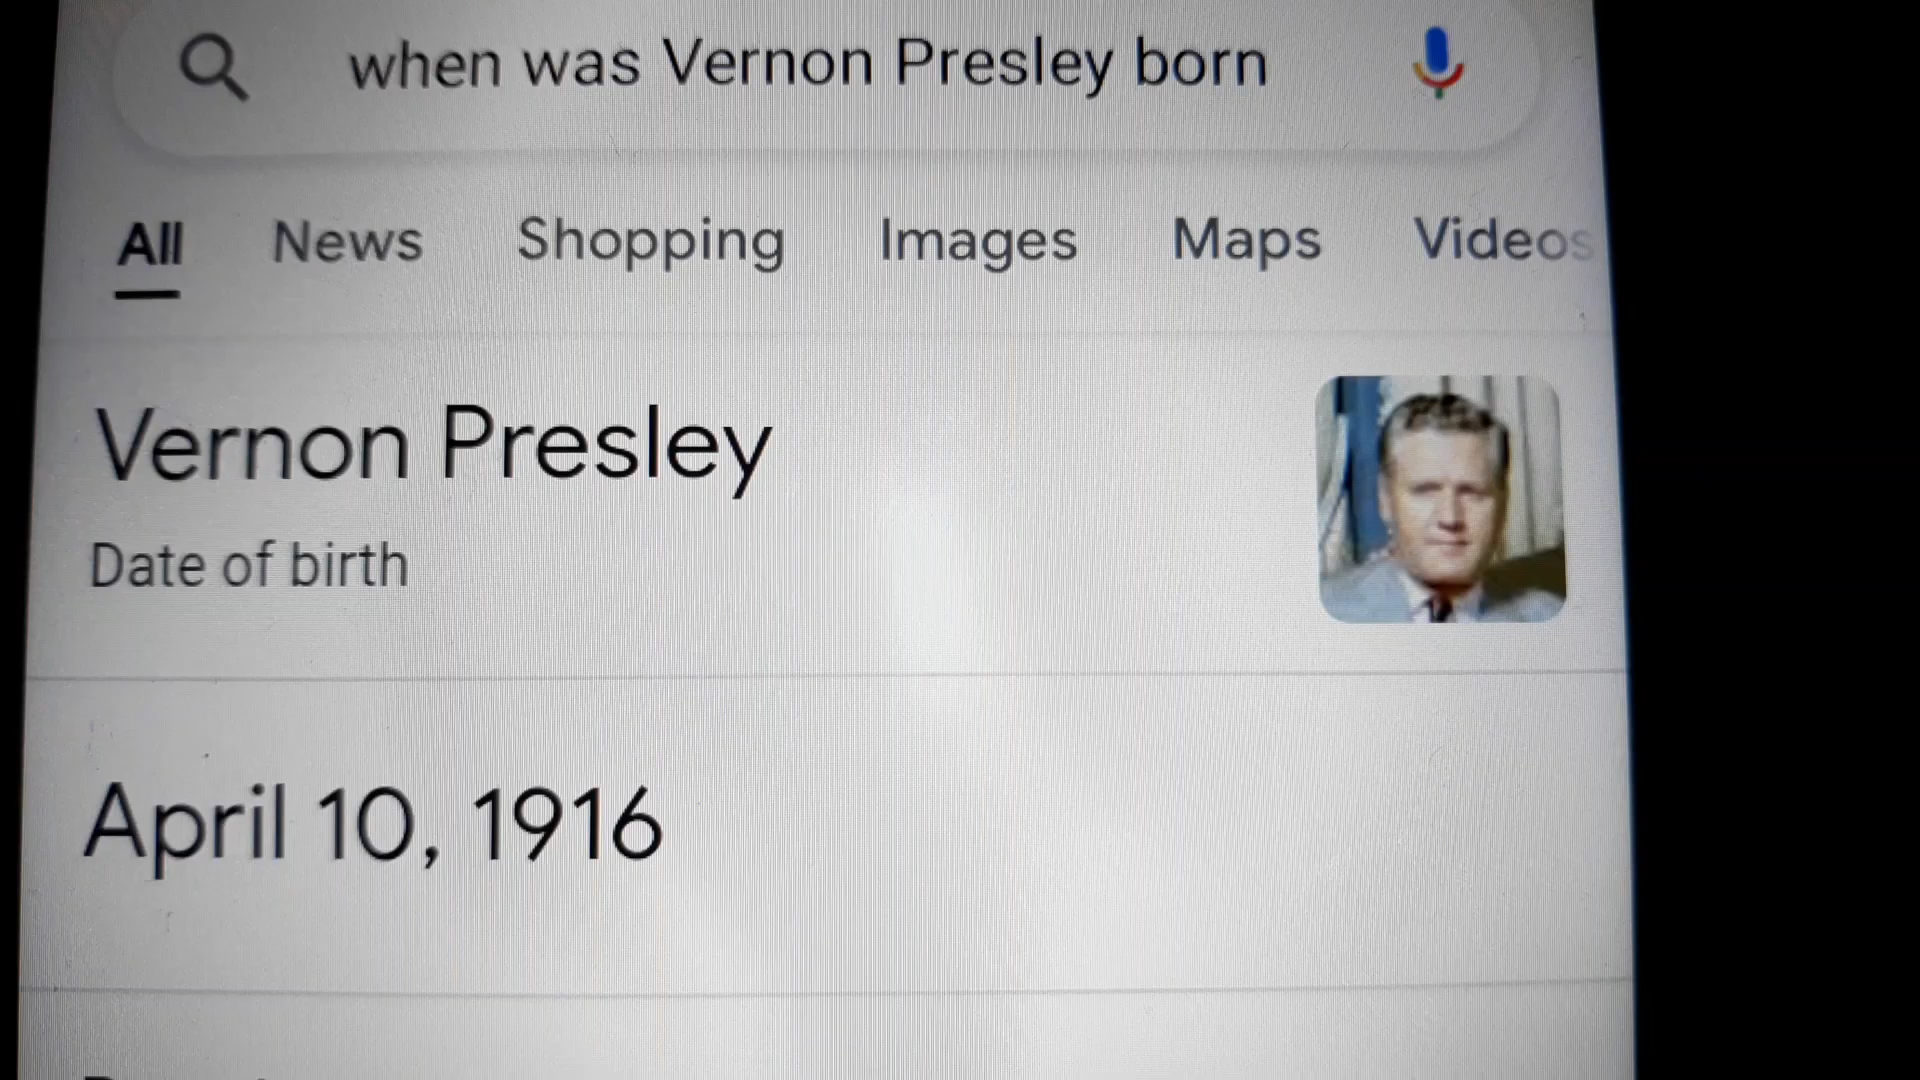 when was Vernon Presley born
All News Shopping Images Maps Videos
Vernon Presley
Date of birth
April 10, 1916